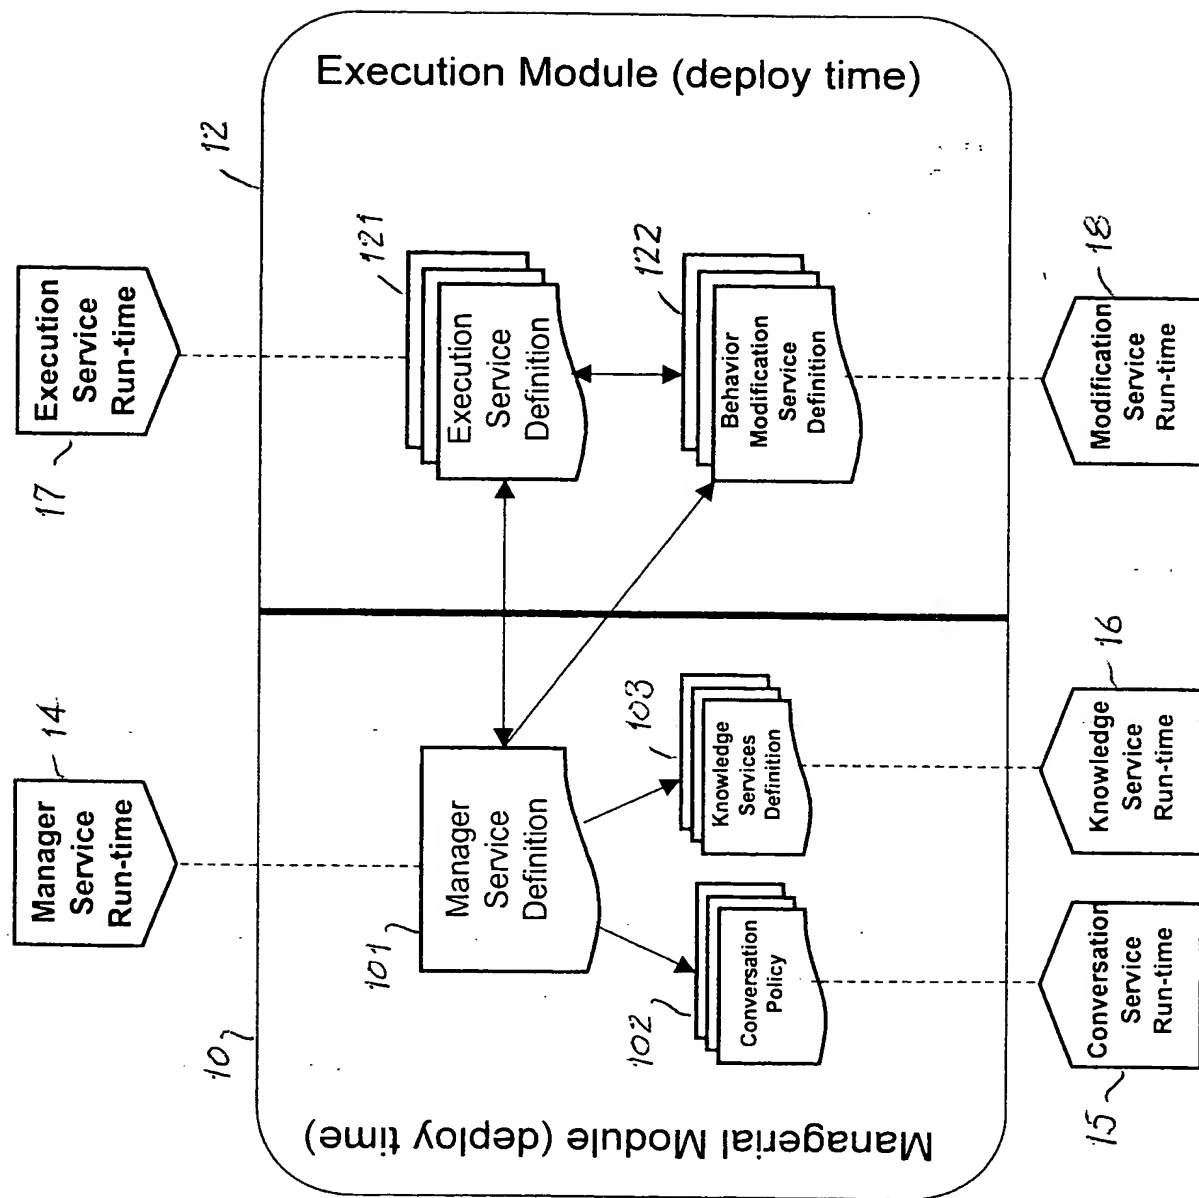 Execution Module (deploy time)
Managerial Module (deploy time)
10
12
Manager
Service
Run-time
14
Execution
Service
Run-time
17
101
Manager
Service
Definition
121
Execution
Service
Definition
102
Conversation
Policy
103
Knowledge
Services
Definition
122
Behavior
Modification
Service
Definition
15
Conversation
Service
Run-time
16
Knowledge
Service
Run-time
18
Modification
Service
Run-time